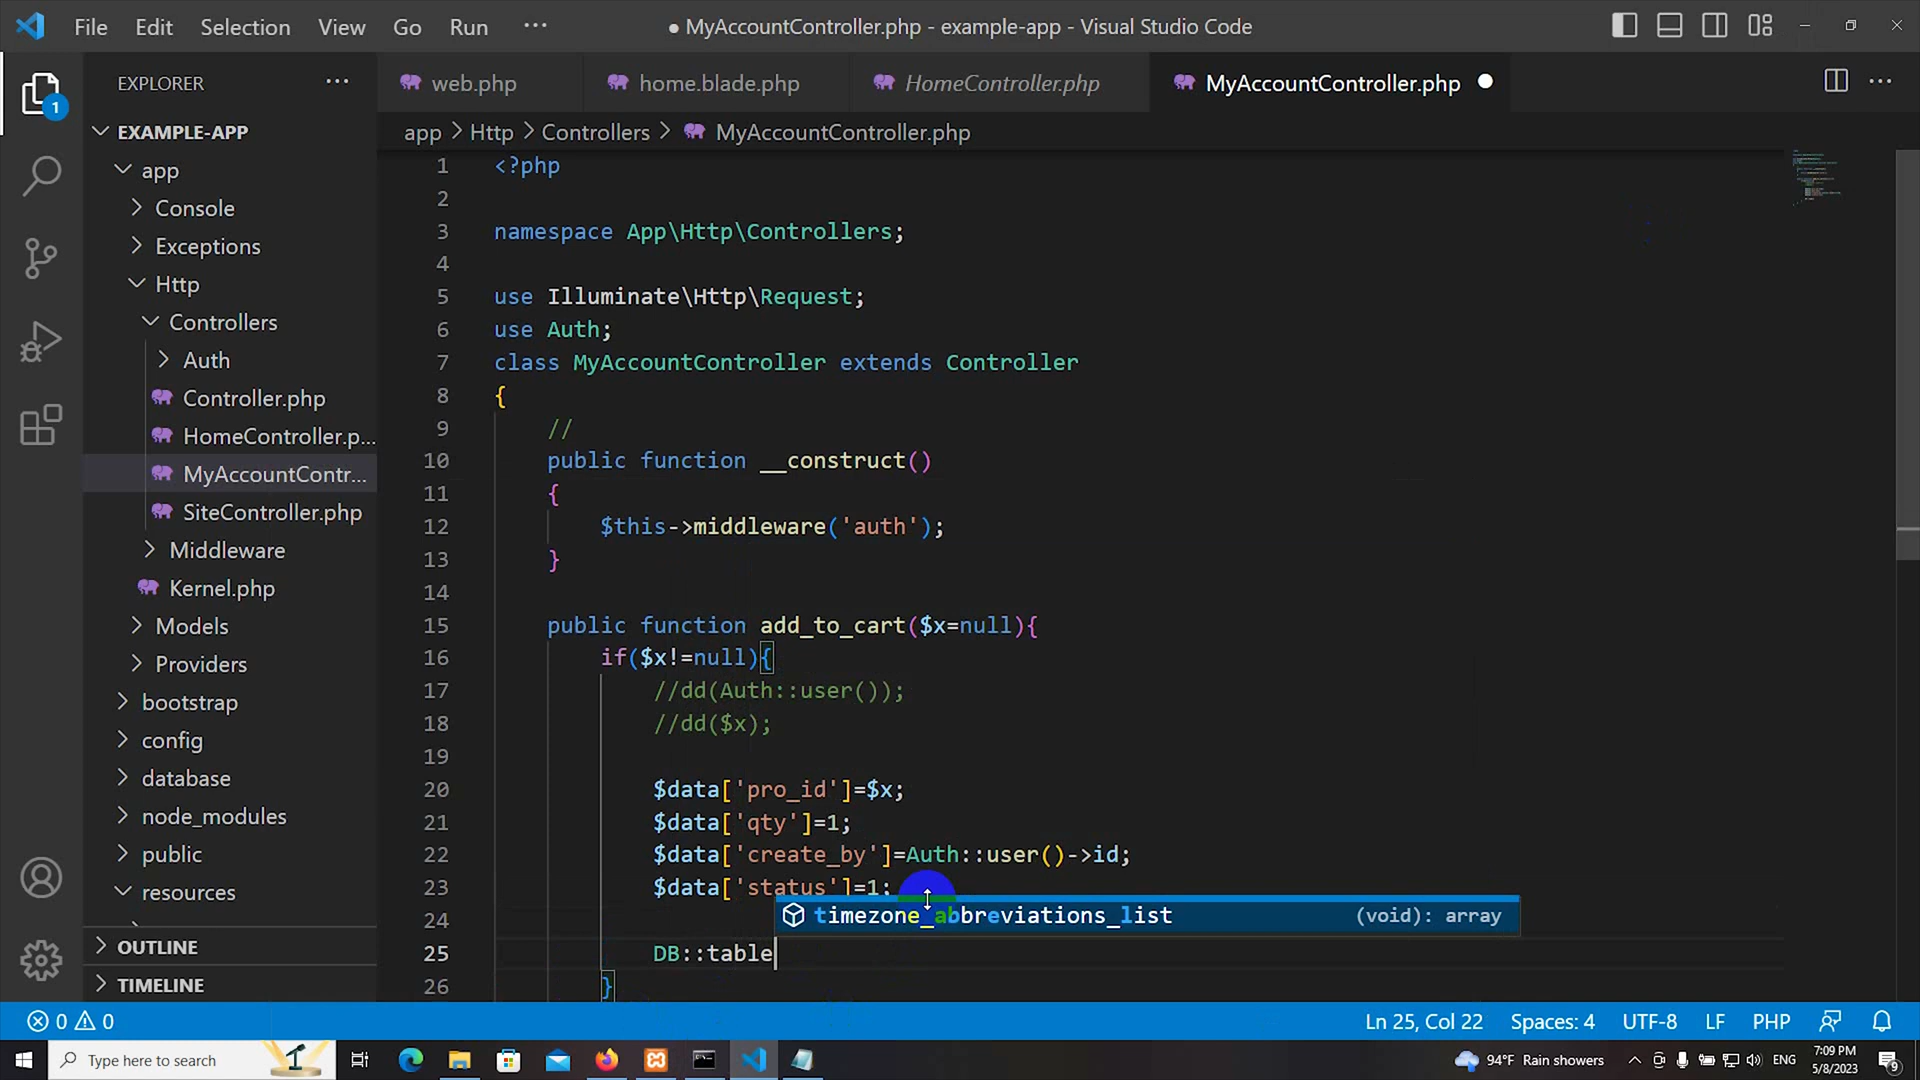 File Edit Selection View Go Run ··· ● MyAccountController.php - example-app - Visual Studio Code
EXPLORER ···
web.php home.blade.php HomeController.php MyAccountController.php ●
app > Http > Controllers > MyAccountController.php
EXAMPLE-APP
app
Console
Exceptions
Http
Controllers
Auth
Controller.php
HomeController.p...
MyAccountContr...
SiteController.php
Middleware
Kernel.php
Models
Providers
bootstrap
config
database
node_modules
public
resources
OUTLINE
TIMELINE
1
1 <?php
2
3 namespace App\Http\Controllers;
4
5 use Illuminate\Http\Request;
6 use Auth;
7 class MyAccountController extends Controller
8 {
9 //
10 public function __construct()
11 {
12 $this->middleware('auth');
13 }
14
15 public function add_to_cart($x=null){
16 if($x!=null){
17 //dd(Auth::user());
18 //dd($x);
19
20 $data['pro_id']=$x;
21 $data['qty']=1;
22 $data['create_by']=Auth::user()->id;
23 $data['status']=1;
24
timezone_abbreviations_list (void): array
25 DB::table
26 }
0 0 Ln 25, Col 22 Spaces: 4 UTF-8 LF PHP
Type here to search 94°F Rain showers ENG 7:09 PM
5/8/2023 9